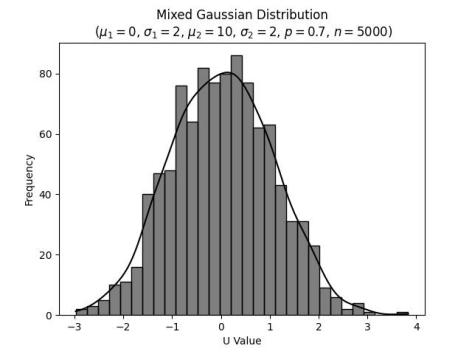 Mixed Gaussian Distribution
(μ₁ = 0, σ₁ = 2, μ₂ = 10, σ₂ = 2, p = 0.7, n = 5000)
80
60
40
20
0
Frequency
−3 −2 −1 0 1 2 3 4
U Value